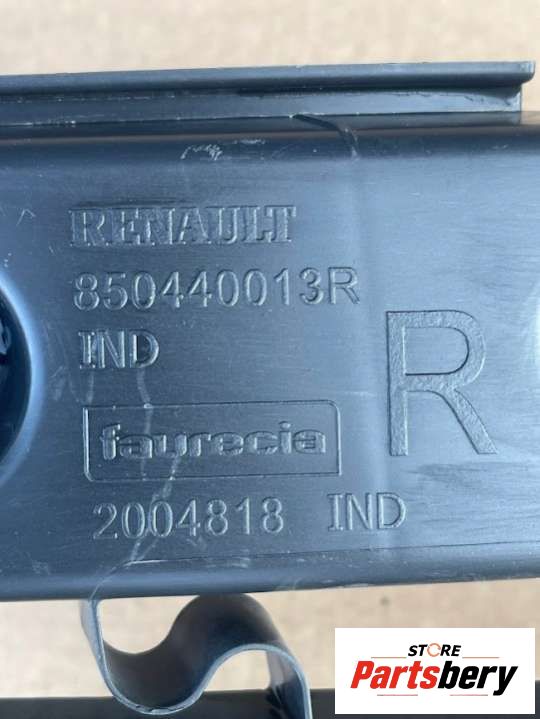 RENAULT
850440013R
IND
R
faurecia
2004818 IND
STORE
Partsbery